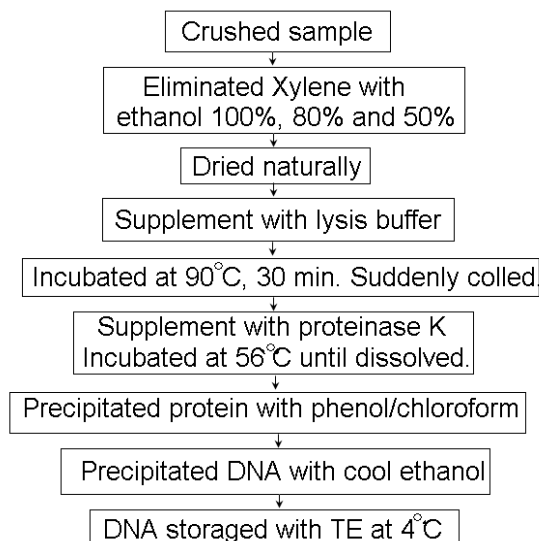 Crushed sample
Eliminated Xylene with
ethanol 100%, 80% and 50%
Dried naturally
Supplement with lysis buffer
Incubated at 90°C, 30 min. Suddenly colled.
Supplement with proteinase K
Incubated at 56°C until dissolved.
Precipitated protein with phenol/chloroform
Precipitated DNA with cool ethanol
DNA storaged with TE at 4°C